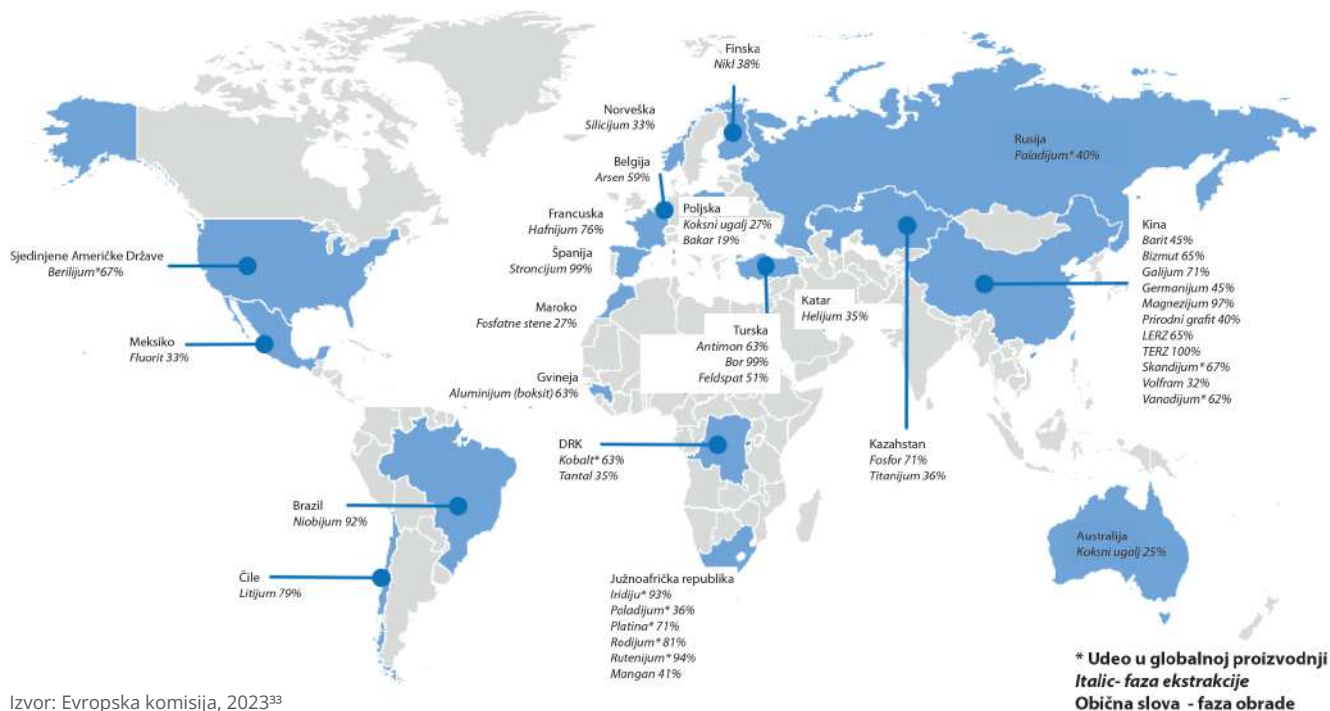 Finska
Nikl 38%
Norveška
Silicijum 33%
Belgija
Arsen 59%
Rusija
Paladijum* 40%
Francuska
Hafnijum 76%
Poljska
Koksni ugalj 27%
Bakar 19%
Španija
Stroncijum 99%
Sjedinjene Američke Države
Berilijum*67%
Kina
Barit 45%
Bizmut 65%
Galijum 71%
Germanijum 45%
Magnezijum 97%
Prirodni grafit 40%
LERZ 65%
TERZ 100%
Skandijum* 67%
Volfram 32%
Vanadijum* 62%
Maroko
Fosfatne stene 27%
Katar
Helijum 35%
Turska
Antimon 63%
Bor 99%
Feldspat 51%
Meksiko
Fluorit 33%
Gvineja
Aluminijum (boksit) 63%
DRK
Kobalt* 63%
Tantal 35%
Kazahstan
Fosfor 71%
Titanijum 36%
Brazil
Niobijum 92%
Australija
Koksni ugalj 25%
Čile
Litijum 79%
Južnoafrička republika
Iridiju* 93%
Paladijum* 36%
Platina* 71%
Rodijum* 81%
Rutenijum* 94%
Mangan 41%
* Udeo u globalnoj proizvodnji
Italic- faza ekstrakcije
Obična slova - faza obrade
Izvor: Evropska komisija, 2023³³